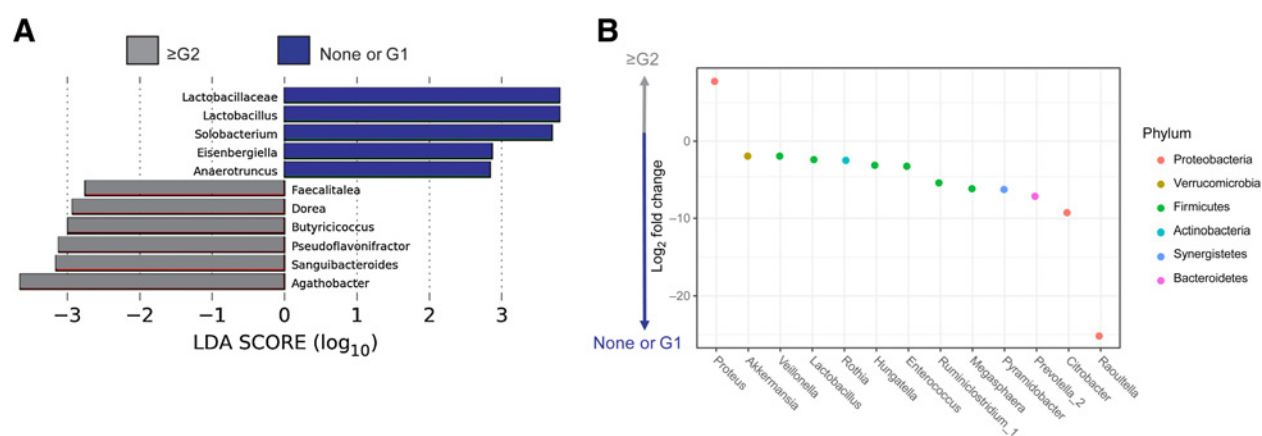 A
≥G2
None or G1
Lactobacillaceae
Lactobacillus
Solobacterium
Eisenbergiella
Anaerotruncus
Faecalitalea
Dorea
Butyricicoccus
Pseudoflavonifractor
Sanguibacteroides
Agathobacter
−3 −2 −1 0 1 2 3
LDA SCORE (log10)
B
≥G2
Log2 fold change
None or G1
0
−10
−20
Proteus
Akkermansia
Veillonella
Lactobacillus
Rothia
Hungatella
Enterococcus
Ruminiclostridium_1
Megasphaera
Pyramidobacter
Prevotella_2
Citrobacter
Raoultella
Phylum
Proteobacteria
Verrucomicrobia
Firmicutes
Actinobacteria
Synergistetes
Bacteroidetes